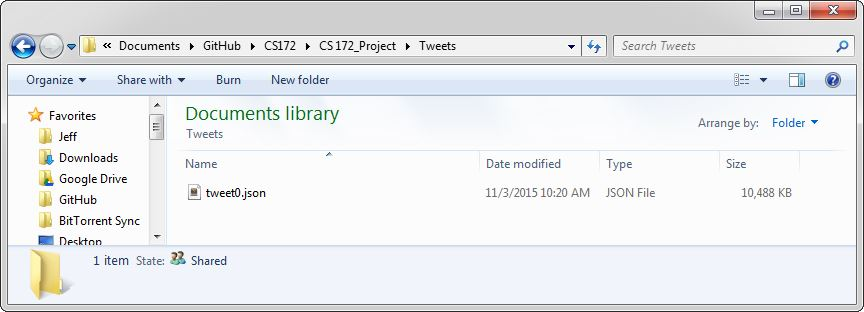 « Documents ▸ GitHub ▸ CS172 ▸ CS 172_Project ▸ Tweets
Search Tweets
Organize Share with Burn New folder
Favorites
Jeff
Downloads
Google Drive
GitHub
BitTorrent Sync
Desktop
Documents library
Tweets
Arrange by: Folder
Name Date modified Type Size
tweet0.json 11/3/2015 10:20 AM JSON File 10,488 KB
1 item State: Shared